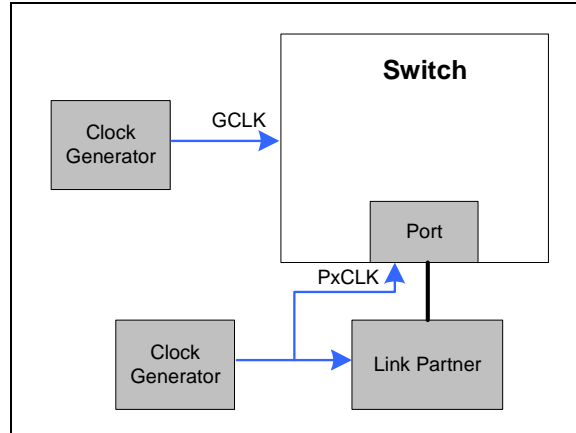 Switch
Clock
Generator
GCLK
Port
PxCLK
Clock
Generator
Link Partner